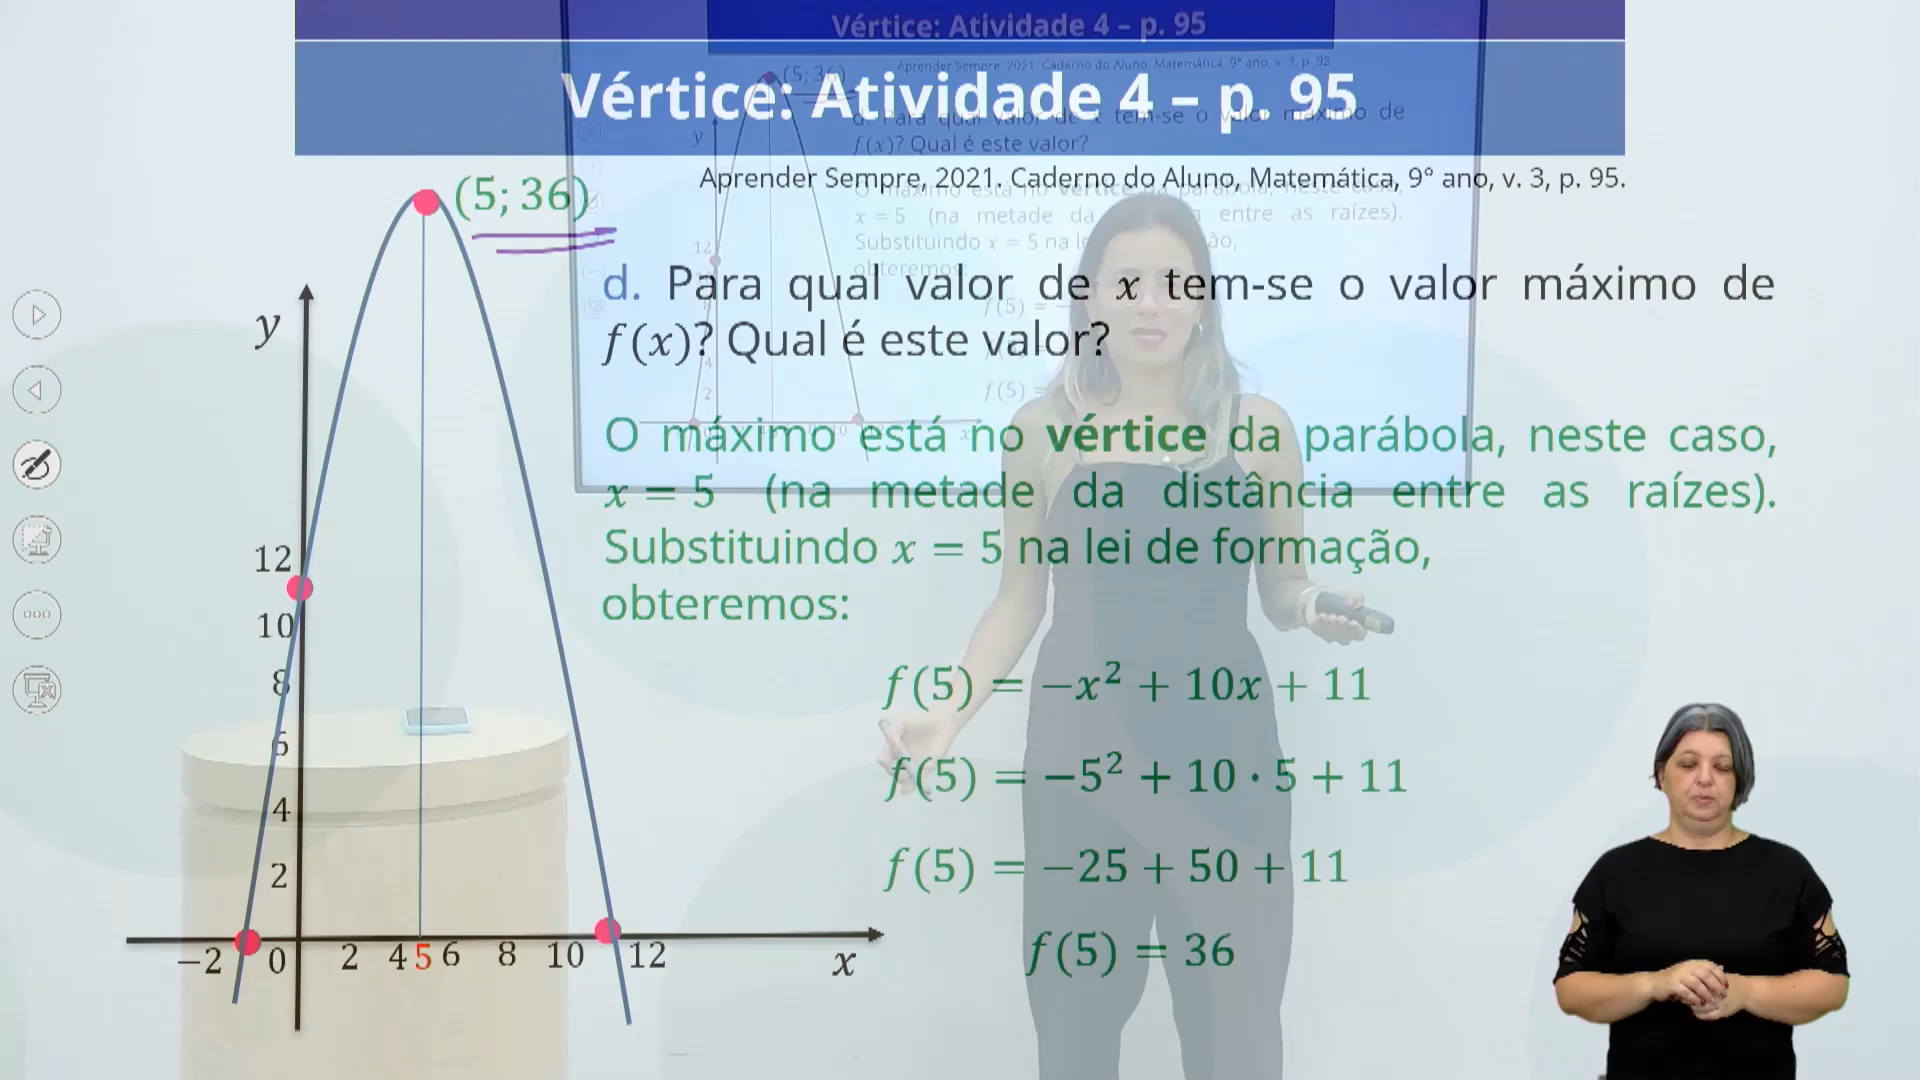 Vértice: Atividade 4 – p. 95
Vértice: Atividade 4 – p. 95
Aprender Sempre, 2021. Caderno do Aluno, Matemática, 9° ano, v. 3, p. 95.
(5; 36)
d. Para qual valor de x tem-se o valor máximo de
f(x)? Qual é este valor?
O máximo está no vértice da parábola, neste caso,
x = 5 (na metade da distância entre as raízes).
Substituindo x = 5 na lei de formação,
obteremos:
f(5) = −x² + 10x + 11
f(5) = −5² + 10 · 5 + 11
f(5) = −25 + 50 + 11
f(5) = 36
y
12
10
8
6
4
2
−2 0 2 4 5 6 8 10 12 x